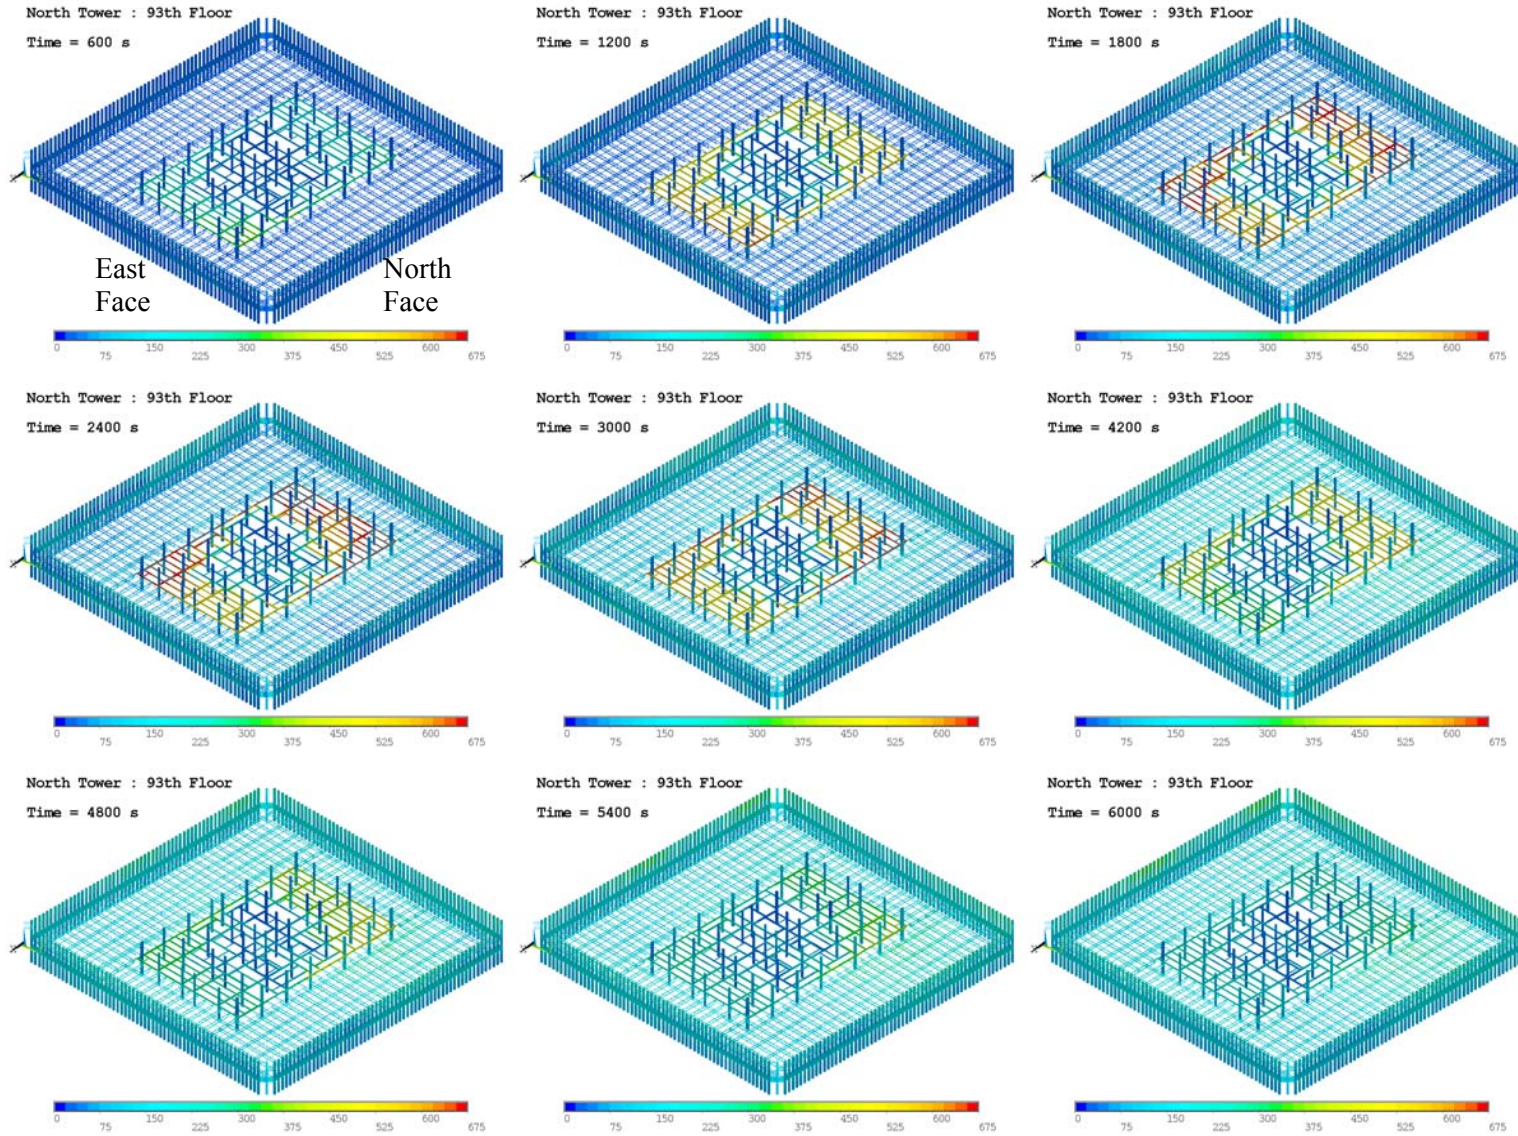 North Tower : 93th Floor
Time = 600 s
East Face
North Face
0 75 150 225 300 375 450 525 600 675
North Tower : 93th Floor
Time = 1200 s
0 75 150 225 300 375 450 525 600 675
North Tower : 93th Floor
Time = 1800 s
0 75 150 225 300 375 450 525 600 675
North Tower : 93th Floor
Time = 2400 s
0 75 150 225 300 375 450 525 600 675
North Tower : 93th Floor
Time = 3000 s
0 75 150 225 300 375 450 525 600 675
North Tower : 93th Floor
Time = 4200 s
0 75 150 225 300 375 450 525 600 675
North Tower : 93th Floor
Time = 4800 s
0 75 150 225 300 375 450 525 600 675
North Tower : 93th Floor
Time = 5400 s
0 75 150 225 300 375 450 525 600 675
North Tower : 93th Floor
Time = 6000 s
0 75 150 225 300 375 450 525 600 675